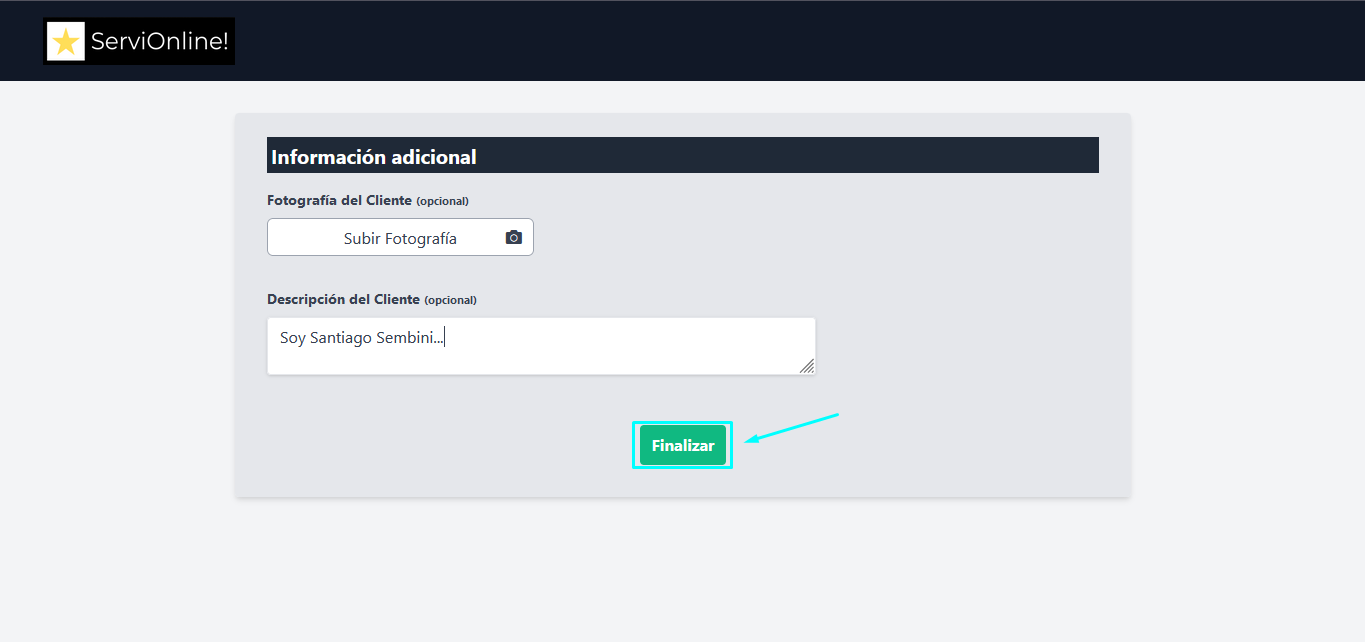 ServiOnline!
Información adicional
Fotografía del Cliente (opcional)
Subir Fotografía
Descripción del Cliente (opcional)
Soy Santiago Sembini...
Finalizar